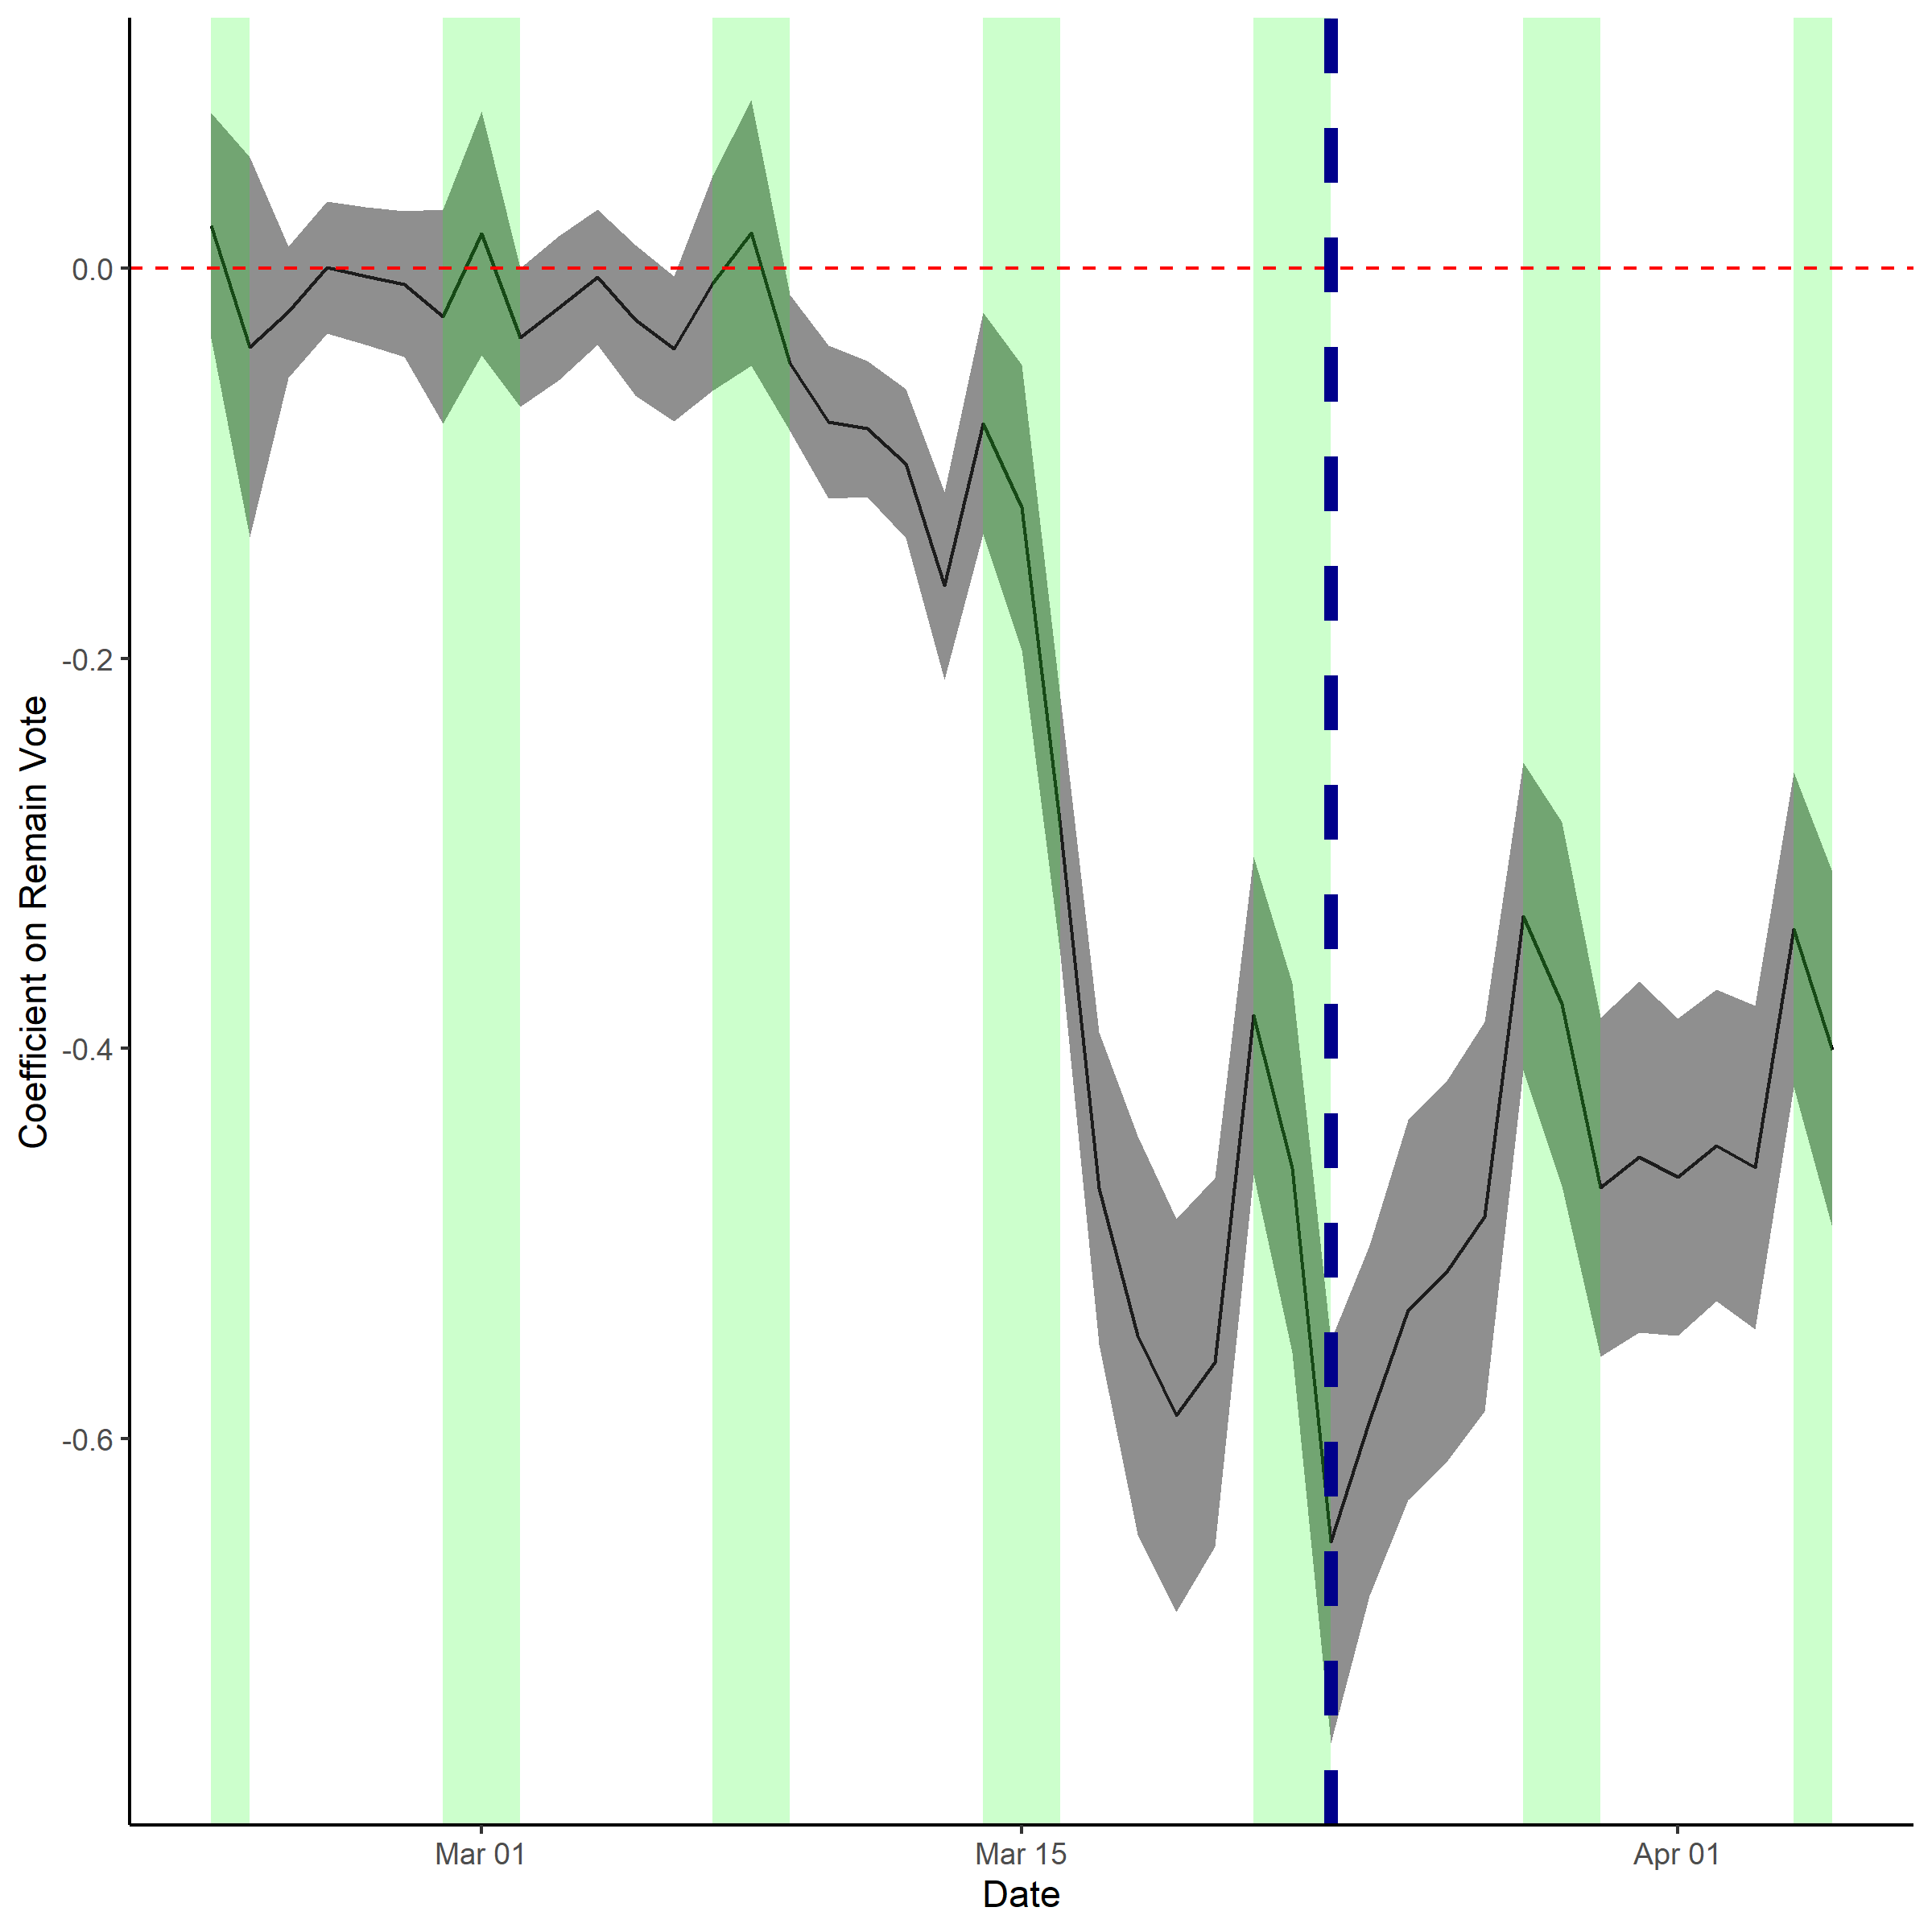 Coefficient on Remain Vote
0.0
-0.2
-0.4
-0.6
Mar 01
Mar 15
Apr 01
Date